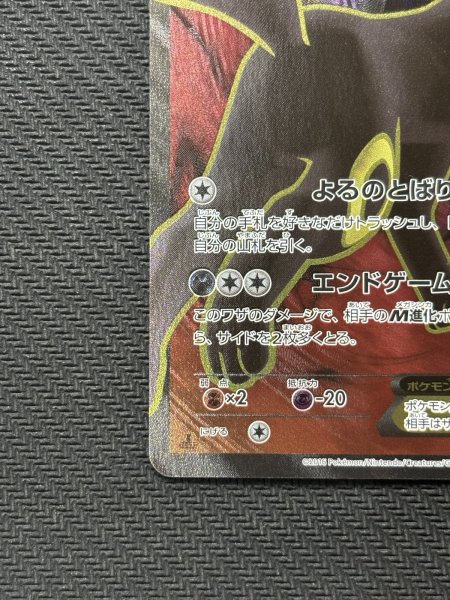 よるのとばり
自分の手札を好きなだけトラッシュし、
自分の山札を引く。
エンドゲーム
このワザのダメージで、相手のM進化ポ
ら、サイドを2枚多くとる。
弱点 抵抗力
×2 -20
ポケモン
ポケモン
相手はサ
にげる
©2016 Pokémon/Nintendo/Creatures/G